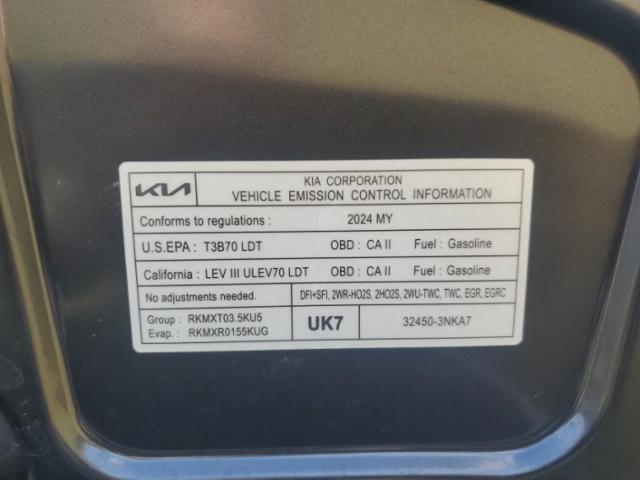 KIA
KIA CORPORATION
VEHICLE EMISSION CONTROL INFORMATION
Conforms to regulations : 2024 MY
U.S.EPA : T3B70 LDT OBD : CA II Fuel : Gasoline
California : LEV III ULEV70 LDT OBD : CA II Fuel : Gasoline
No adjustments needed. DFI+SFI, 2WR-HO2S, 2HO2S, 2WU-TWC, TWC, EGR, EGRC
Group : RKMXT03.5KU5
Evap. : RKMXR0155KUG
UK7
32450-3NKA7